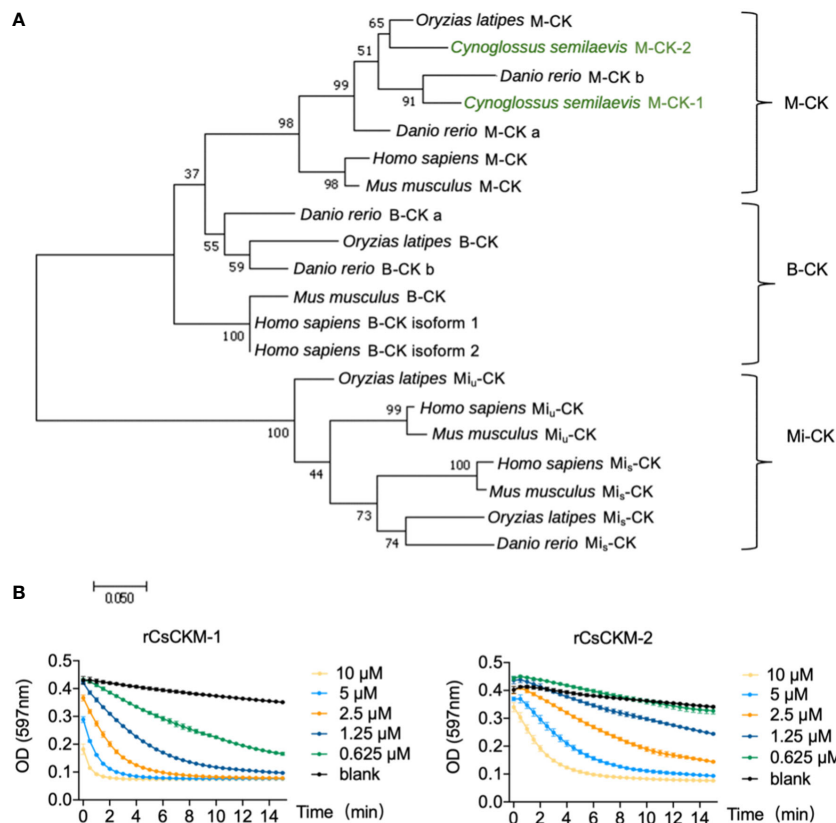 A
65 Oryzias latipes M-CK
51 Cynoglossus semilaevis M-CK-2
99 Danio rerio M-CK b
91 Cynoglossus semilaevis M-CK-1
M-CK
98 Danio rerio M-CK a
Homo sapiens M-CK
37 98 Mus musculus M-CK
Danio rerio B-CK a
55 Oryzias latipes B-CK
59 Danio rerio B-CK b
B-CK
Mus musculus B-CK
100 Homo sapiens B-CK isoform 1
Homo sapiens B-CK isoform 2
Oryzias latipes Miu-CK
100 99 Homo sapiens Miu-CK
Mus musculus Miu-CK
44 100 Homo sapiens Mis-CK
Mi-CK
Mus musculus Mis-CK
73 Oryzias latipes Mis-CK
74 Danio rerio Mis-CK
0.050
B
rCsCKM-1
OD (597nm)
0.5
0.4
0.3
0.2
0.1
0.0
0 2 4 6 8 10 12 14
Time (min)
10 μM
5 μM
2.5 μM
1.25 μM
0.625 μM
blank
rCsCKM-2
OD (597nm)
0.5
0.4
0.3
0.2
0.1
0.0
0 2 4 6 8 10 12 14
Time (min)
10 μM
5 μM
2.5 μM
1.25 μM
0.625 μM
blank